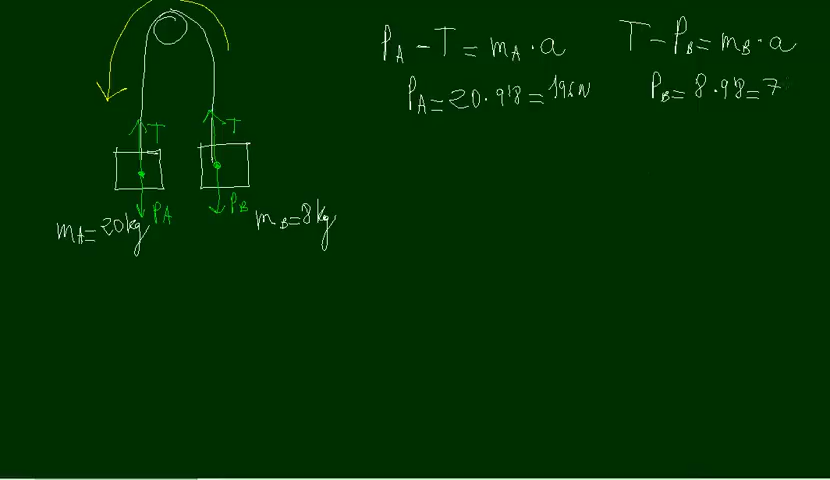 P_A - T = m_A · a
T - P_B = m_B · a
P_A = 20 · 9'8 = 196N
P_B = 8 · 9'8 = 7
T
T
P_A
P_B
m_A = 20kg
m_B = 8kg